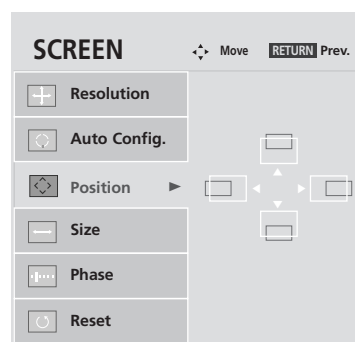 SCREEN
Move RETURN Prev.
Resolution
Auto Config.
Position
Size
Phase
Reset